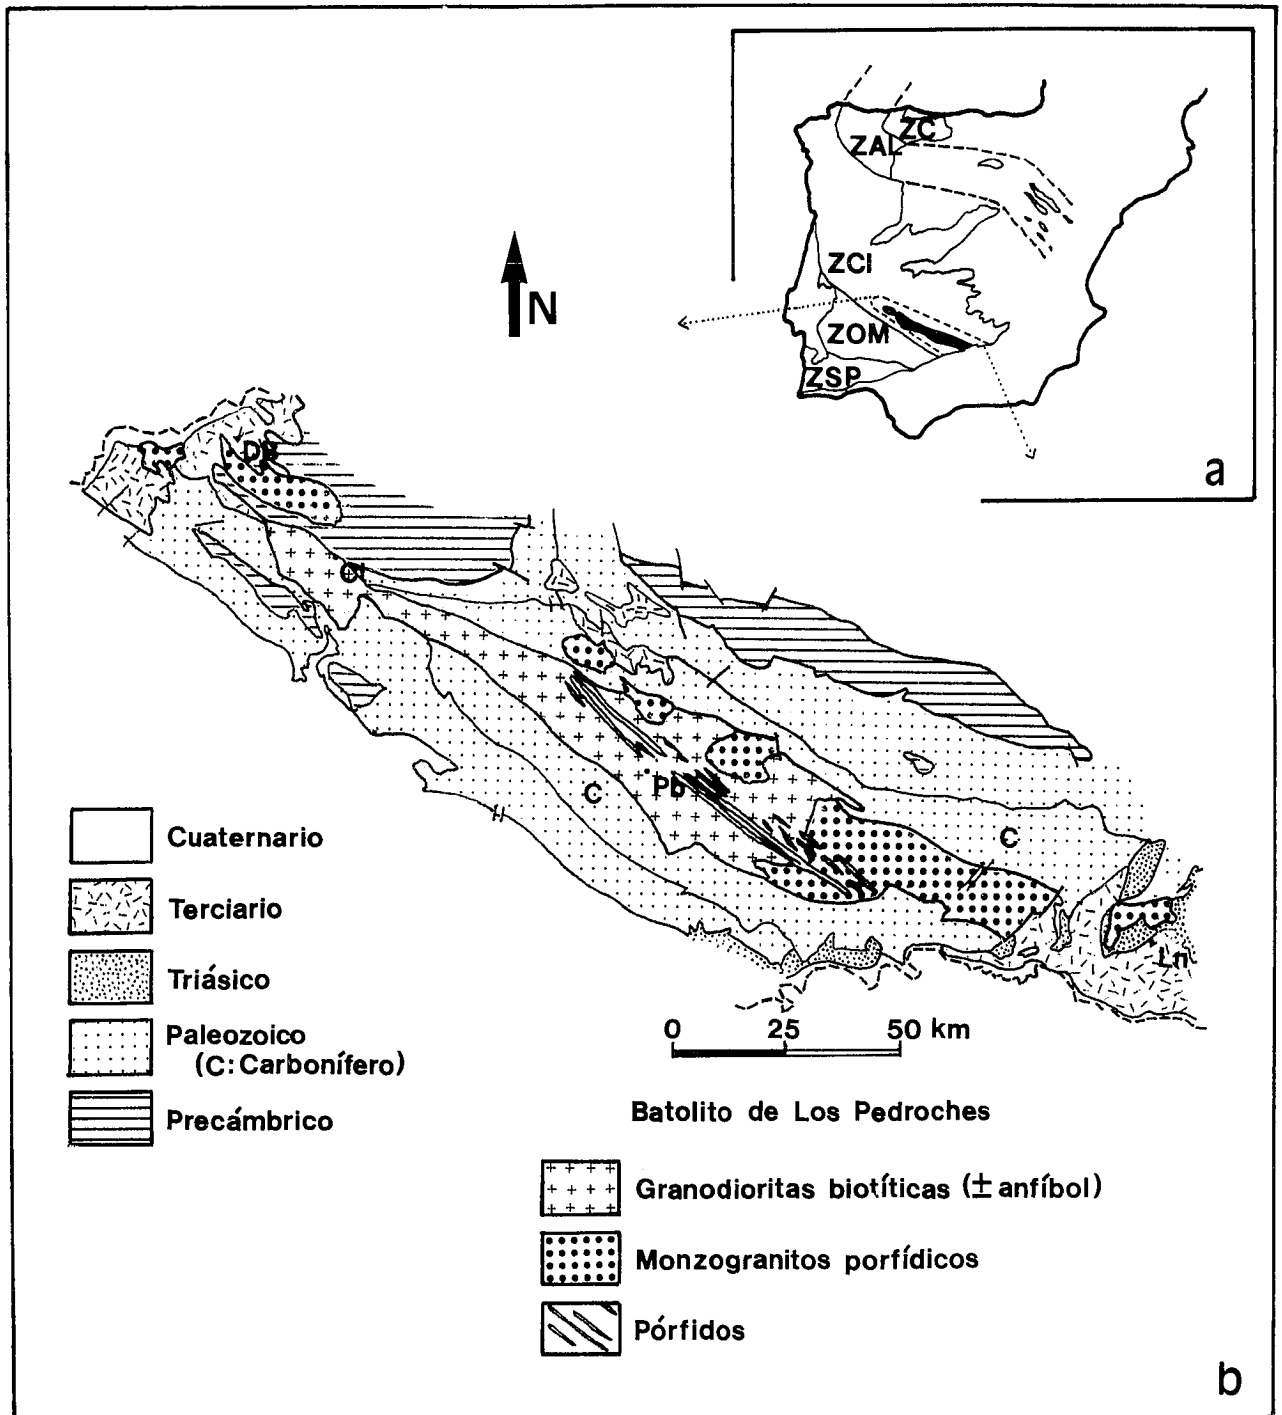 ZC
ZAL
ZCI
ZOM
ZSP
a
N
DB
Ol
Pb
C
C
Ln
Cuaternario
Terciario
Triásico
Paleozoico
(C: Carbonífero)
Precámbrico
0 25 50 km
Batolito de Los Pedroches
Granodioritas biotíticas (± anfíbol)
Monzogranitos porfídicos
Pórfidos
b